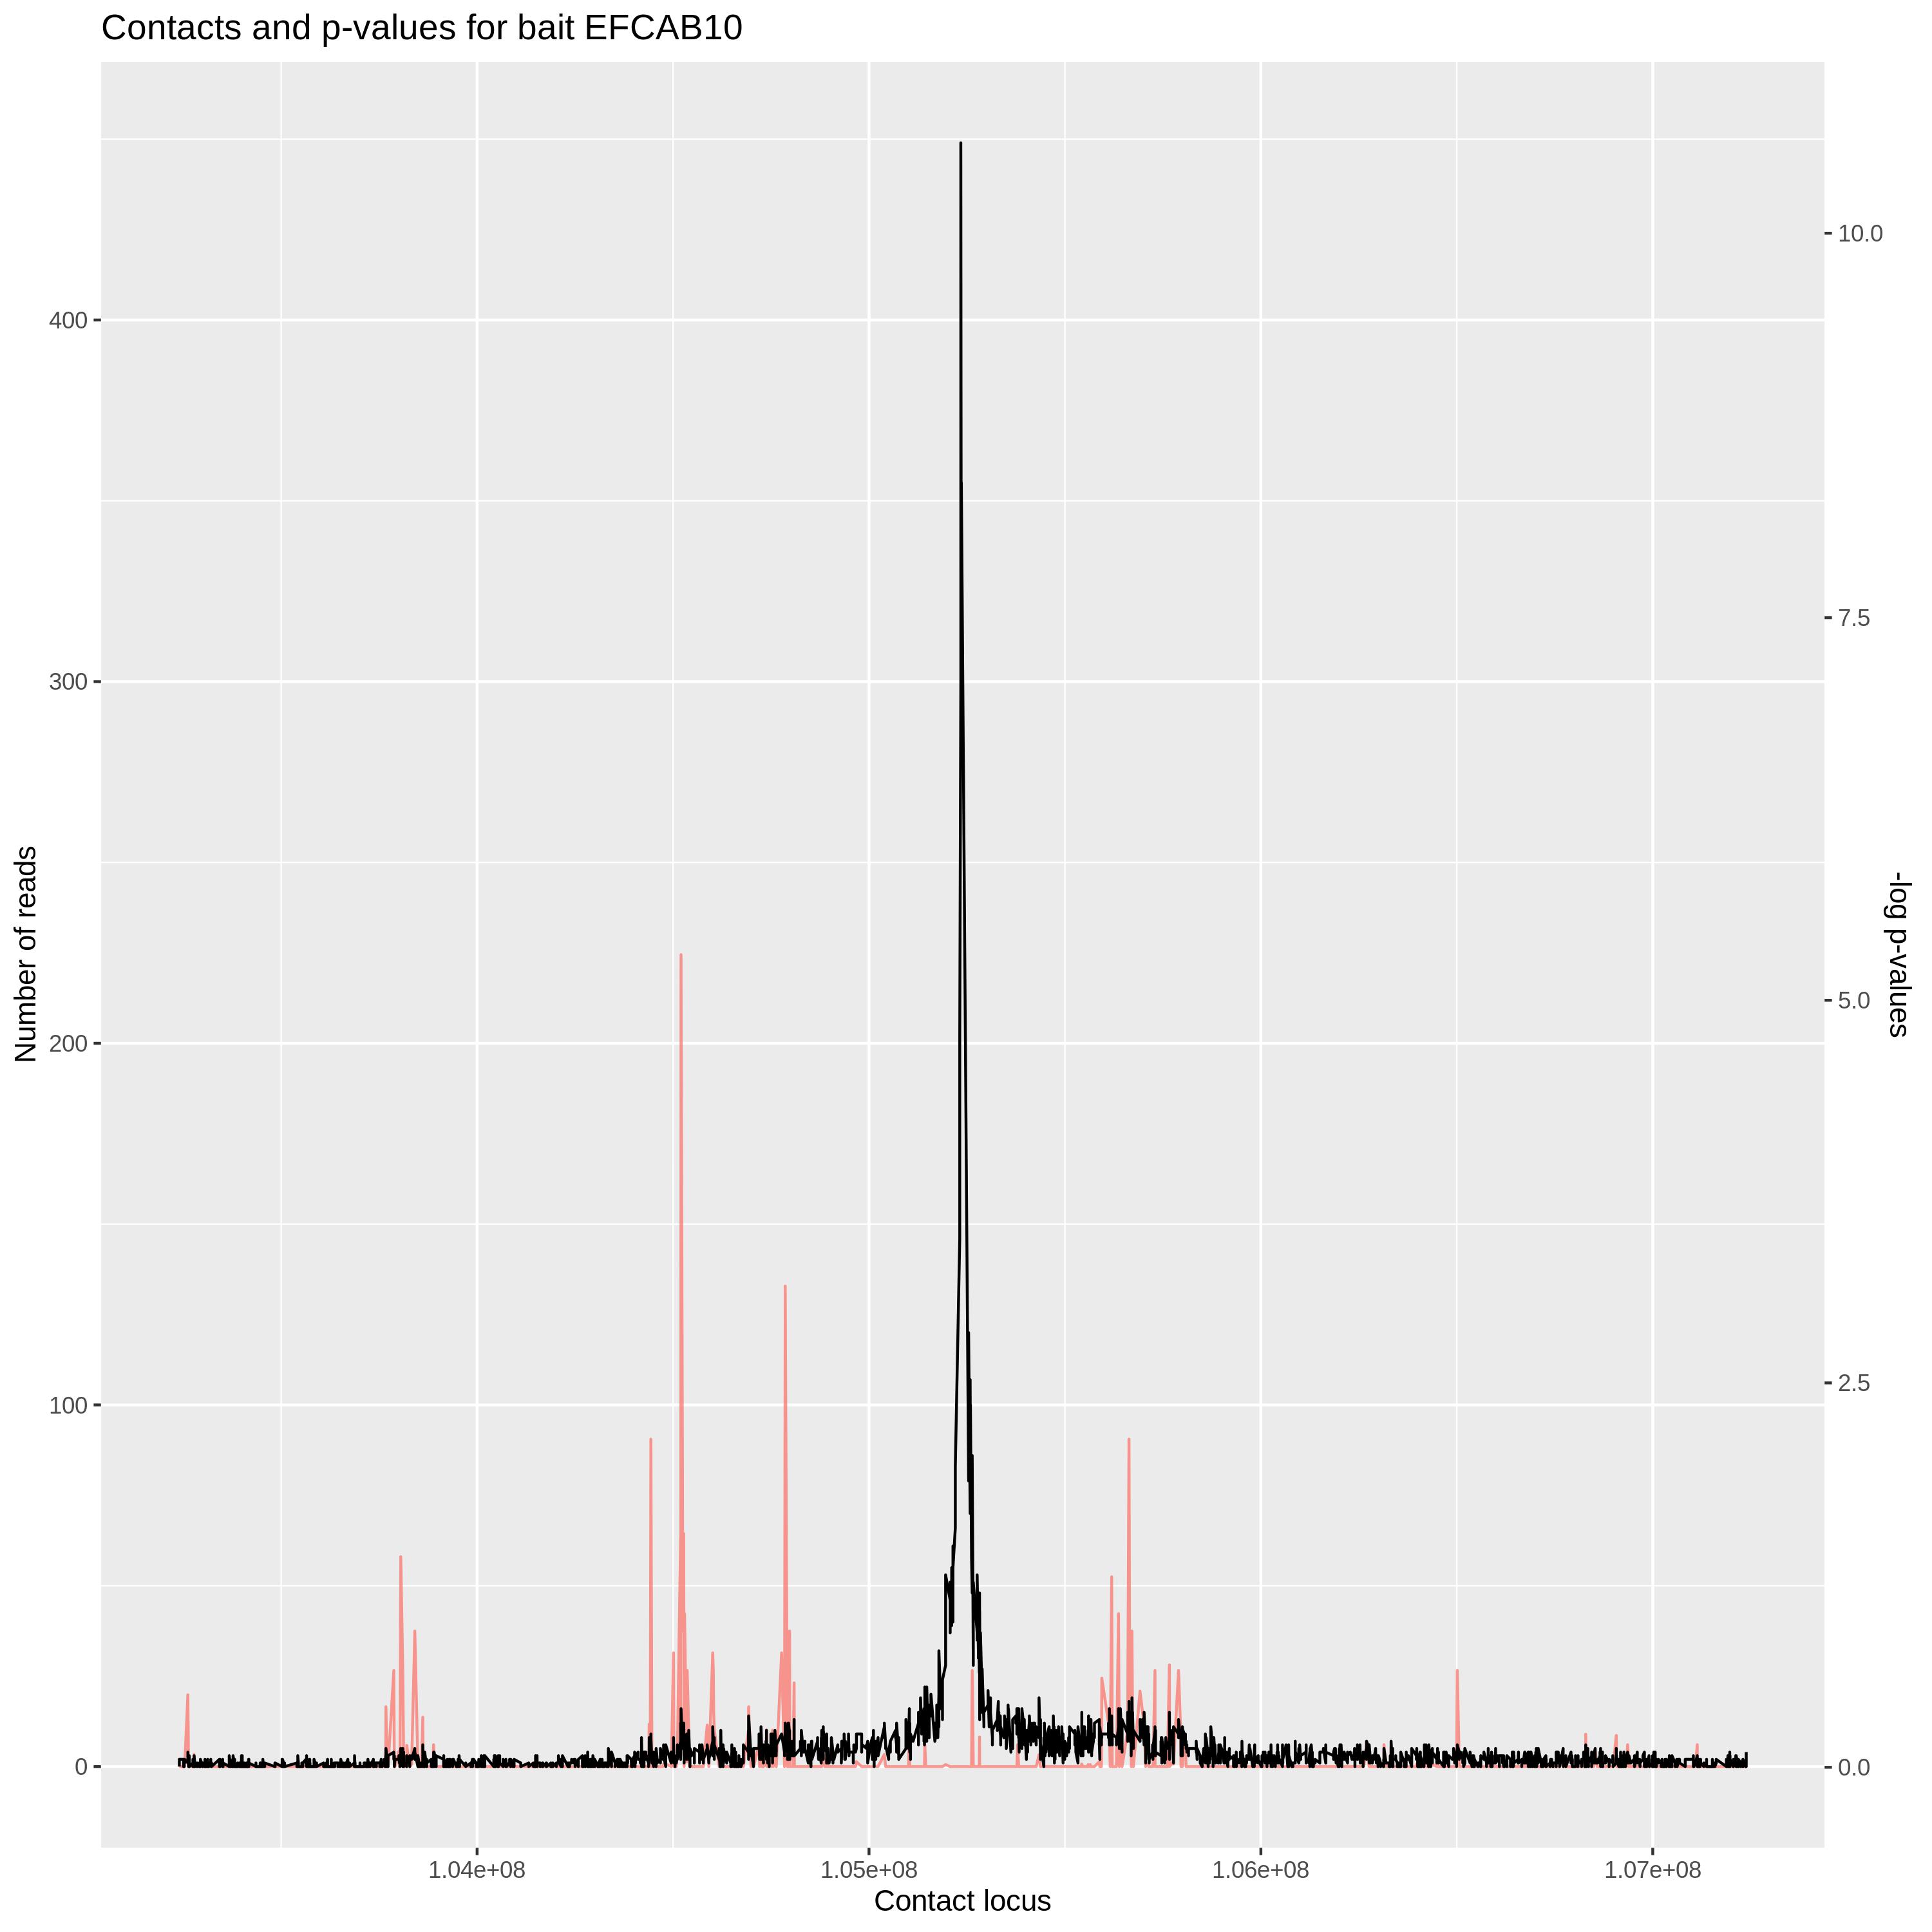 Contacts and p-values for bait EFCAB10
400
300
200
100
0
Number of reads
10.0
7.5
5.0
2.5
0.0
-log p-values
1.04e+08
1.05e+08
1.06e+08
1.07e+08
Contact locus